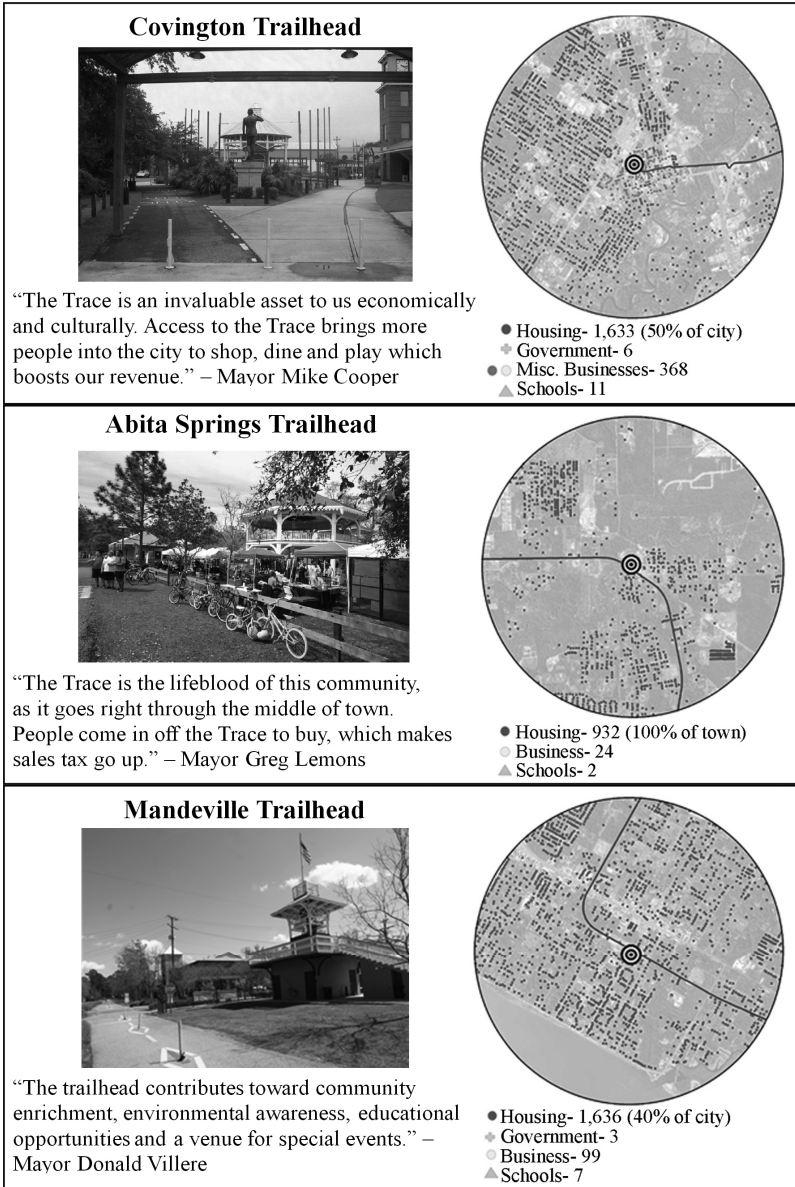 Covington Trailhead
“The Trace is an invaluable asset to us economically
and culturally. Access to the Trace brings more
people into the city to shop, dine and play which
boosts our revenue.” – Mayor Mike Cooper
Housing- 1,633 (50% of city)
Government- 6
Misc. Businesses- 368
Schools- 11
Abita Springs Trailhead
“The Trace is the lifeblood of this community,
as it goes right through the middle of town.
People come in off the Trace to buy, which makes
sales tax go up.” – Mayor Greg Lemons
Housing- 932 (100% of town)
Business- 24
Schools- 2
Mandeville Trailhead
“The trailhead contributes toward community
enrichment, environmental awareness, educational
opportunities and a venue for special events.” –
Mayor Donald Villere
Housing- 1,636 (40% of city)
Government- 3
Business- 99
Schools- 7